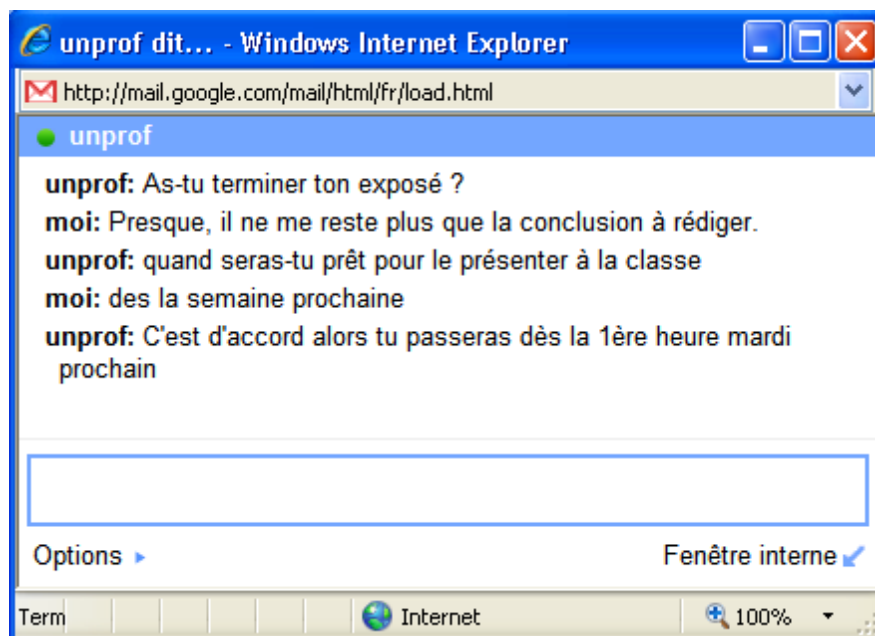 unprof dit... - Windows Internet Explorer
http://mail.google.com/mail/html/fr/load.html
unprof
unprof: As-tu terminer ton exposé ?
moi: Presque, il ne me reste plus que la conclusion à rédiger.
unprof: quand seras-tu prêt pour le présenter à la classe
moi: des la semaine prochaine
unprof: C'est d'accord alors tu passeras dès la 1ère heure mardi
prochain
Options
Fenêtre interne
Term
Internet
100%